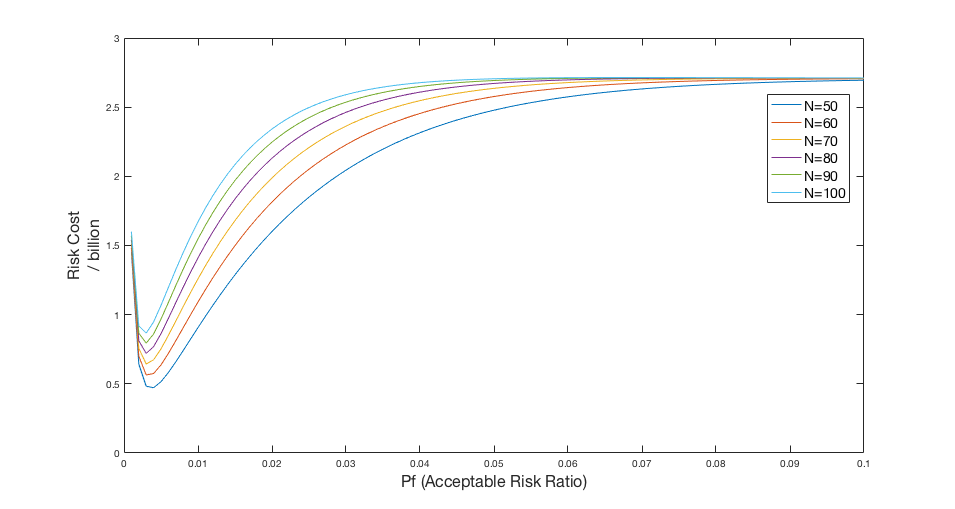 3
2.5
2
1.5
1
0.5
0
Risk Cost
/ billion
N=50
N=60
N=70
N=80
N=90
N=100
0 0.01 0.02 0.03 0.04 0.05 0.06 0.07 0.08 0.09 0.1
Pf (Acceptable Risk Ratio)